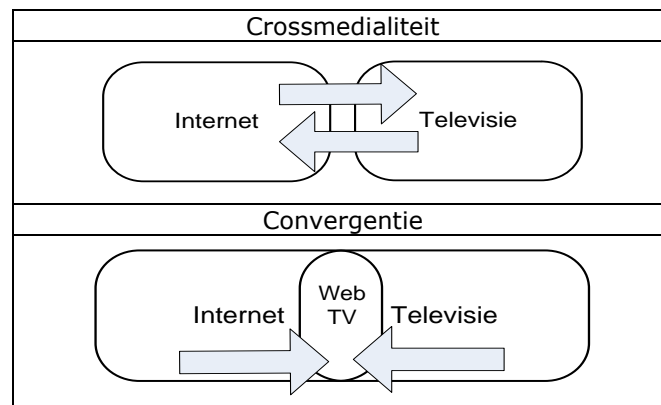 Crossmedialiteit
Internet Televisie
Convergentie
Web
TV
Internet Televisie